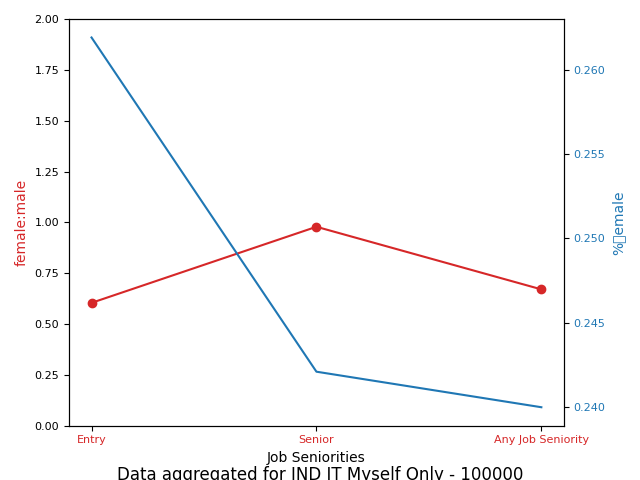 2.00
1.75
1.50
1.25
1.00
0.75
0.50
0.25
0.00
female:male
0.260
0.255
0.250
0.245
0.240
%▯emale
Entry Senior Any Job Seniority
Job Seniorities
Data aggregated for IND IT Myself Only - 100000